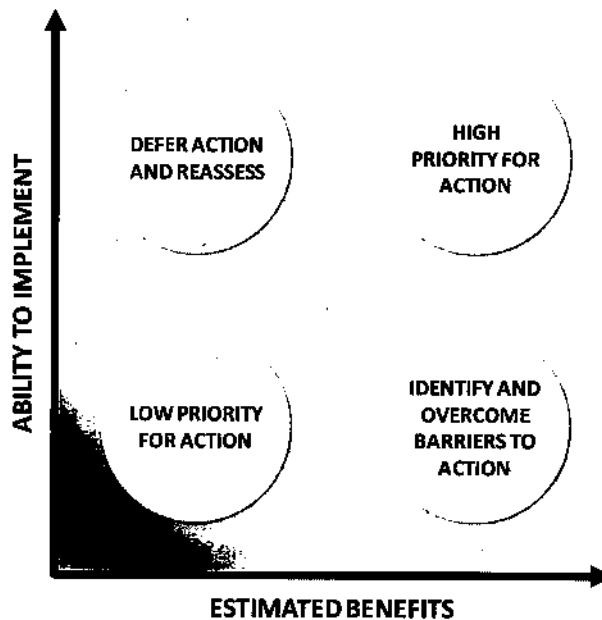 DEFER ACTION
AND REASSESS
HIGH
PRIORITY FOR
ACTION
ABILITY TO IMPLEMENT
LOW PRIORITY
FOR ACTION
IDENTIFY AND
OVERCOME
BARRIERS TO
ACTION
ESTIMATED BENEFITS